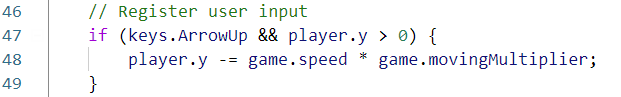 46 // Register user input
47 if (keys.ArrowUp && player.y > 0) {
48 player.y -= game.speed * game.movingMultiplier;
49 }